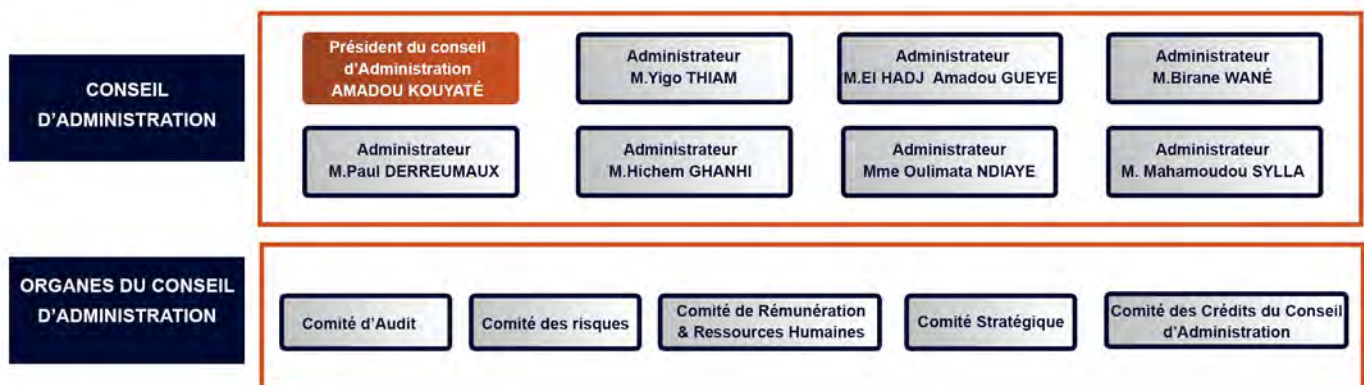 CONSEIL
D'ADMINISTRATION
Président du conseil
d'Administration
AMADOU KOUYATÉ
Administrateur
M.Yigo THIAM
Administrateur
M.El HADJ Amadou GUEYE
Administrateur
M.Birane WANÉ
Administrateur
M.Paul DERREUMAUX
Administrateur
M.Hichem GHANHI
Administrateur
Mme Oulimata NDIAYE
Administrateur
M. Mahamoudou SYLLA
ORGANES DU CONSEIL
D'ADMINISTRATION
Comité d'Audit
Comité des risques
Comité de Rémunération
& Ressources Humaines
Comité Stratégique
Comité des Crédits du Conseil
d'Administration